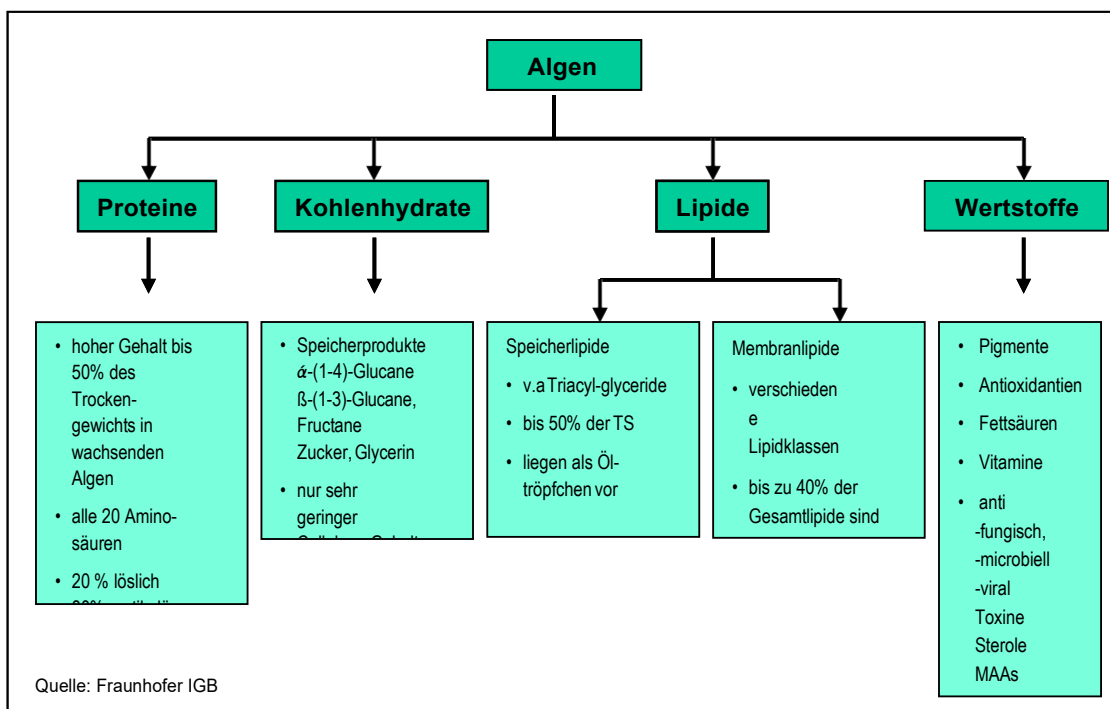 Algen
Proteine
Kohlenhydrate
Lipide
Wertstoffe
• hoher Gehalt bis
50% des
Trocken-
gewichts in
wachsenden
Algen
• alle 20 Amino-
säuren
• 20 % löslich
• Speicherprodukte
ά-(1-4)-Glucane
ß-(1-3)-Glucane,
Fructane
Zucker, Glycerin
• nur sehr
geringer
Speicherlipide
• v.a Triacyl-glyceride
• bis 50% der TS
• liegen als Öl-
tröpfchen vor
Membranlipide
• verschieden
e
Lipidklassen
• bis zu 40% der
Gesamtlipide sind
• Pigmente
• Antioxidantien
• Fettsäuren
• Vitamine
• anti
-fungisch,
-microbiell
-viral
Toxine
Sterole
MAAs
Quelle: Fraunhofer IGB